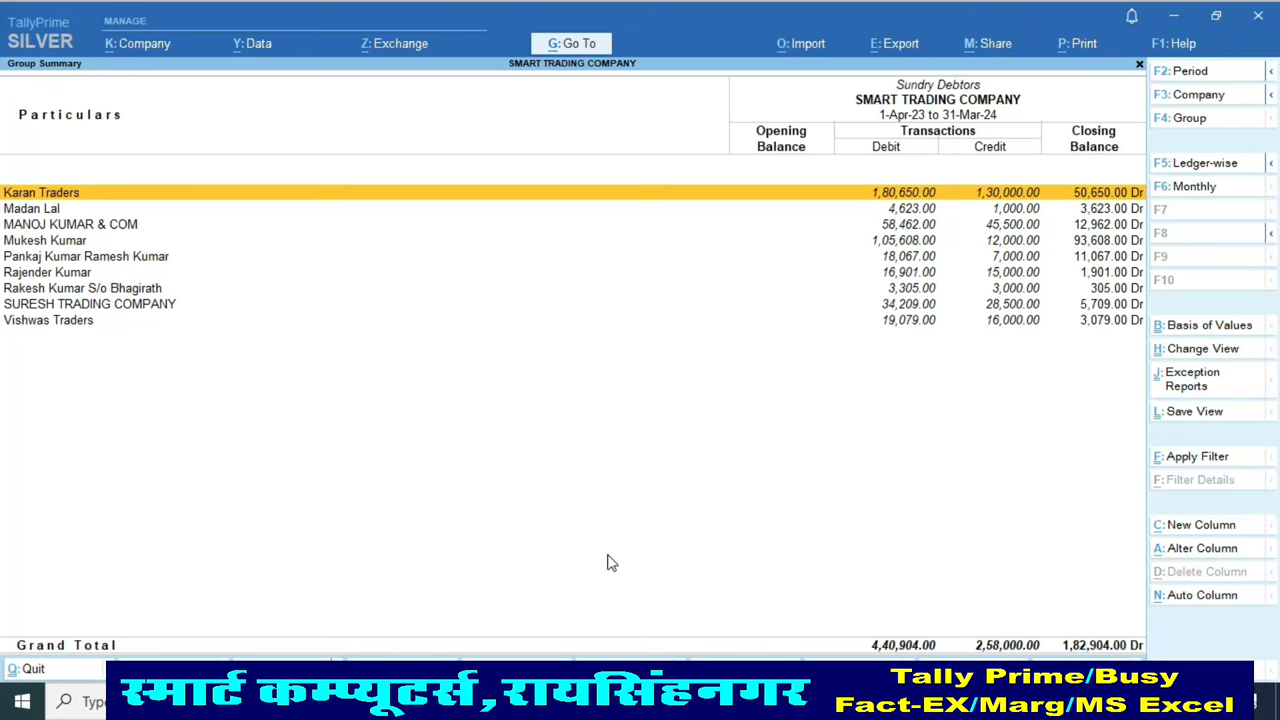 TallyPrime
SILVER
MANAGE
K: Company
Y: Data
Z: Exchange
G: Go To
O: Import
E: Export
M: Share
P: Print
F1: Help
Group Summary
SMART TRADING COMPANY
Particulars
Sundry Debtors
SMART TRADING COMPANY
1-Apr-23 to 31-Mar-24
Opening Balance
Transactions
Debit
Credit
Closing Balance
Karan Traders 1,80,650.00 1,30,000.00 50,650.00 Dr
Madan Lal 4,623.00 1,000.00 3,623.00 Dr
MANOJ KUMAR & COM 58,462.00 45,500.00 12,962.00 Dr
Mukesh Kumar 1,05,608.00 12,000.00 93,608.00 Dr
Pankaj Kumar Ramesh Kumar 18,067.00 7,000.00 11,067.00 Dr
Rajender Kumar 16,901.00 15,000.00 1,901.00 Dr
Rakesh Kumar S/o Bhagirath 3,305.00 3,000.00 305.00 Dr
SURESH TRADING COMPANY 34,209.00 28,500.00 5,709.00 Dr
Vishwas Traders 19,079.00 16,000.00 3,079.00 Dr
Grand Total 4,40,904.00 2,58,000.00 1,82,904.00 Dr
F2: Period
F3: Company
F4: Group
F5: Ledger-wise
F6: Monthly
F7
F8
F9
F10
B: Basis of Values
H: Change View
J: Exception
Reports
L: Save View
F: Apply Filter
F: Filter Details
C: New Column
A: Alter Column
D: Delete Column
N: Auto Column
Q: Quit
Type
स्मार्ट कम्प्यूटर्स,रायसिंहनगर
Tally Prime/Busy
Fact-EX/Marg/MS Excel